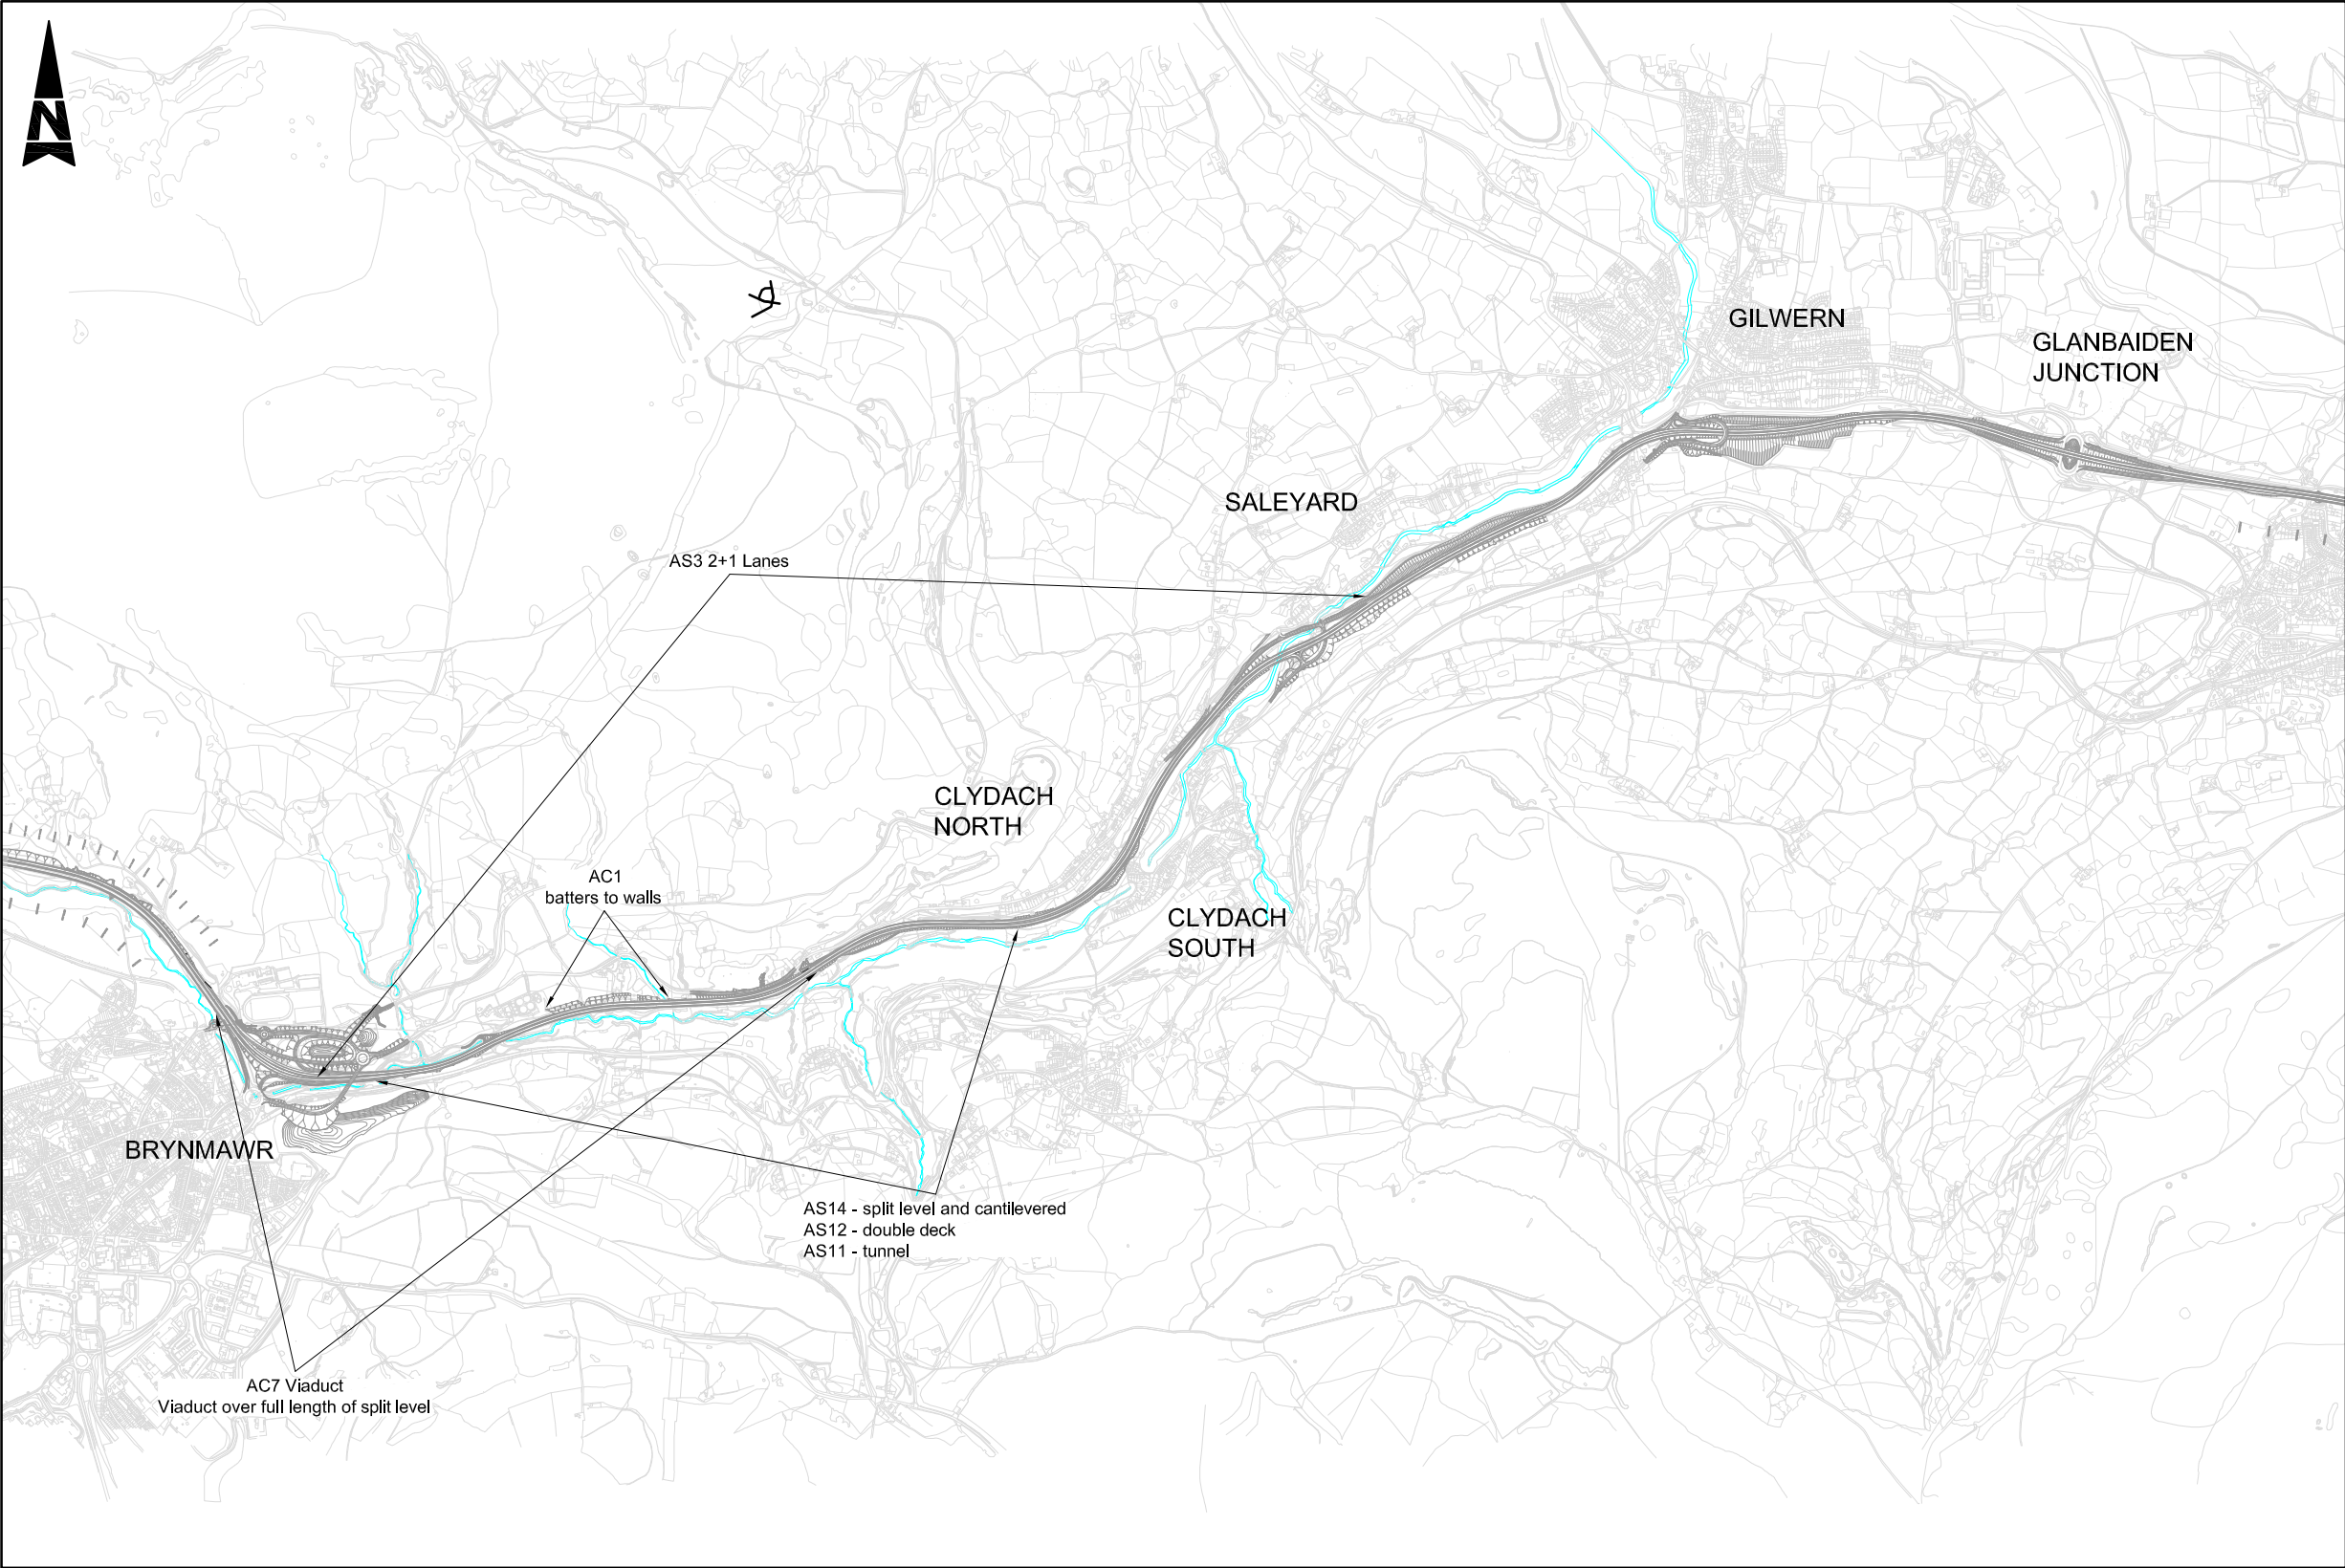 N
GILWERN
GLANBAIDEN
JUNCTION
SALEYARD
AS3 2+1 Lanes
CLYDACH
NORTH
AC1
batters to walls
CLYDACH
SOUTH
BRYNMAWR
AS14 - split level and cantilevered
AS12 - double deck
AS11 - tunnel
AC7 Viaduct
Viaduct over full length of split level